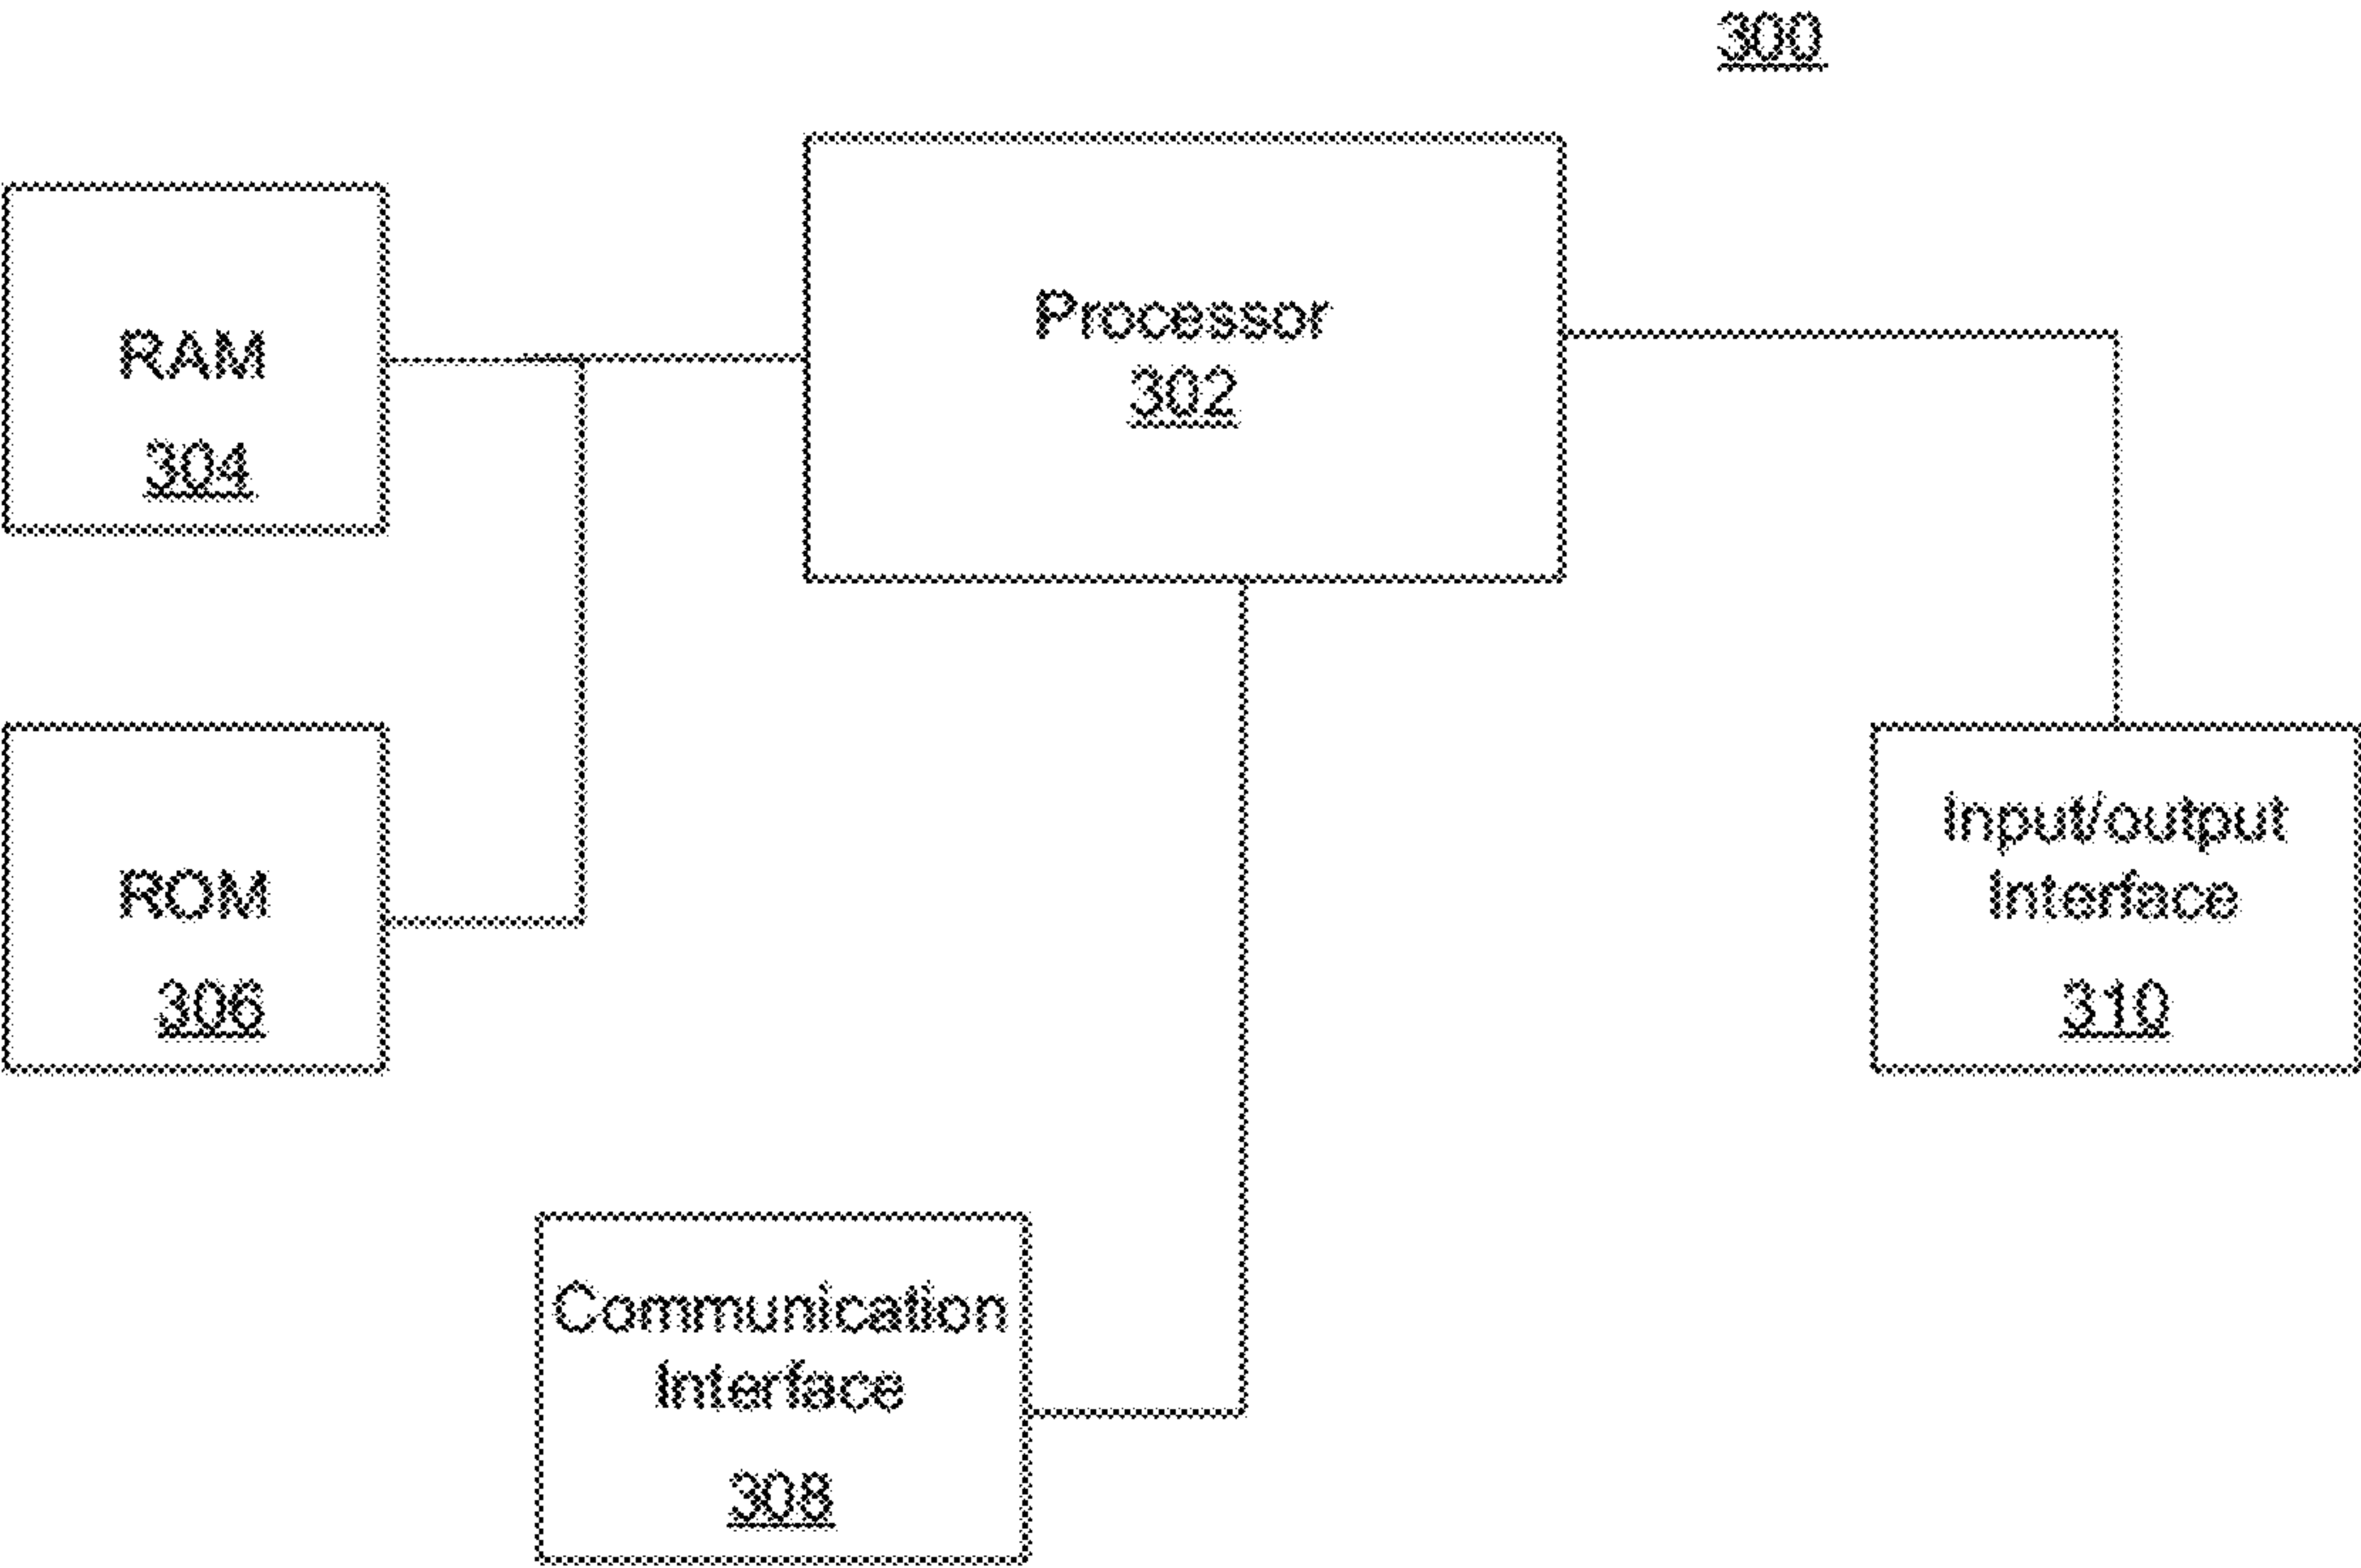 300
Processor
302
RAM
304
ROM
306
Input/output
Interface
310
Communication
Interface
308